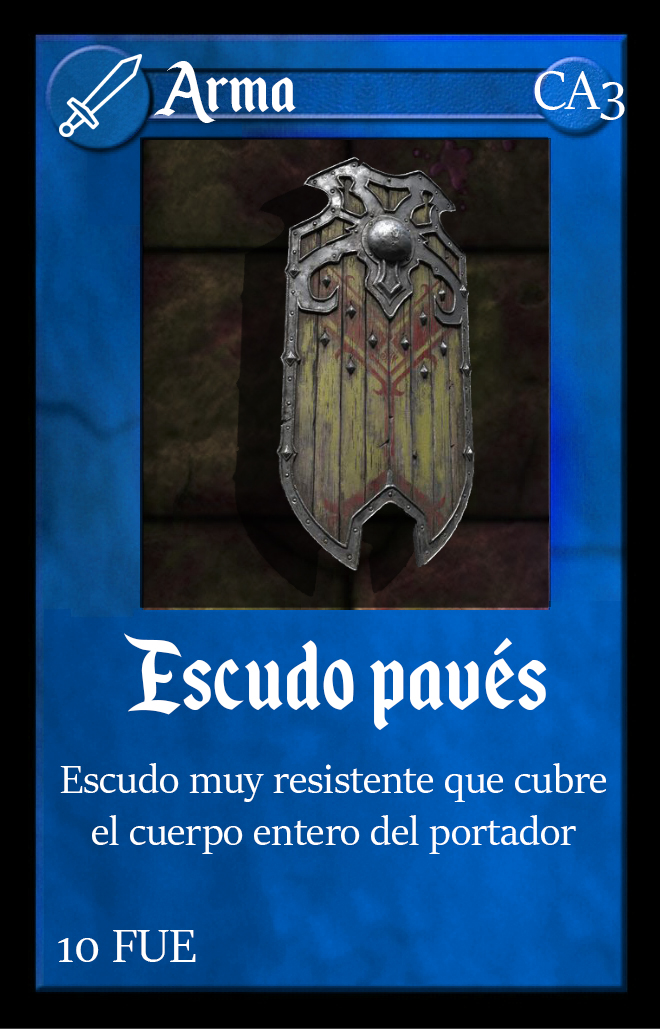 Arma
CA3
Escudo pavés
Escudo muy resistente que cubre
el cuerpo entero del portador
10 FUE